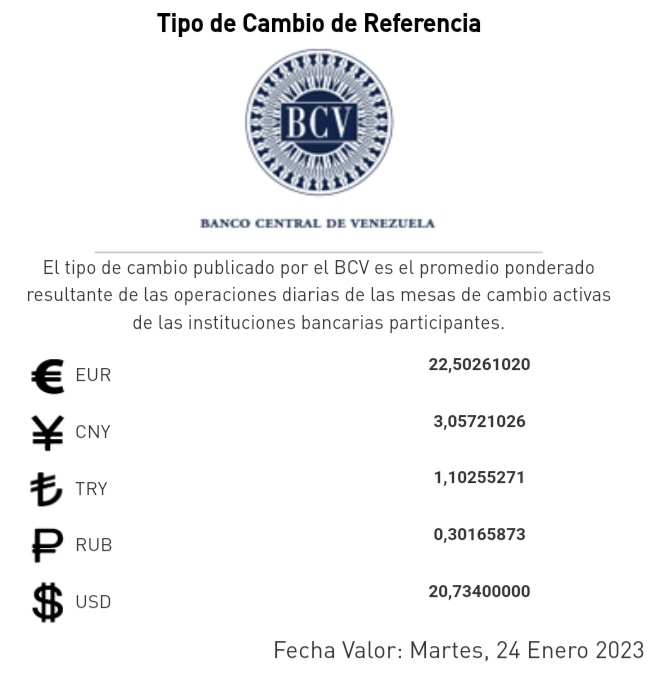 Tipo de Cambio de Referencia
BCV
BANCO CENTRAL DE VENEZUELA
El tipo de cambio publicado por el BCV es el promedio ponderado
resultante de las operaciones diarias de las mesas de cambio activas
de las instituciones bancarias participantes.
€ EUR 22,50261020
¥ CNY 3,05721026
₺ TRY 1,10255271
₽ RUB 0,30165873
$ USD 20,73400000
Fecha Valor: Martes, 24 Enero 2023